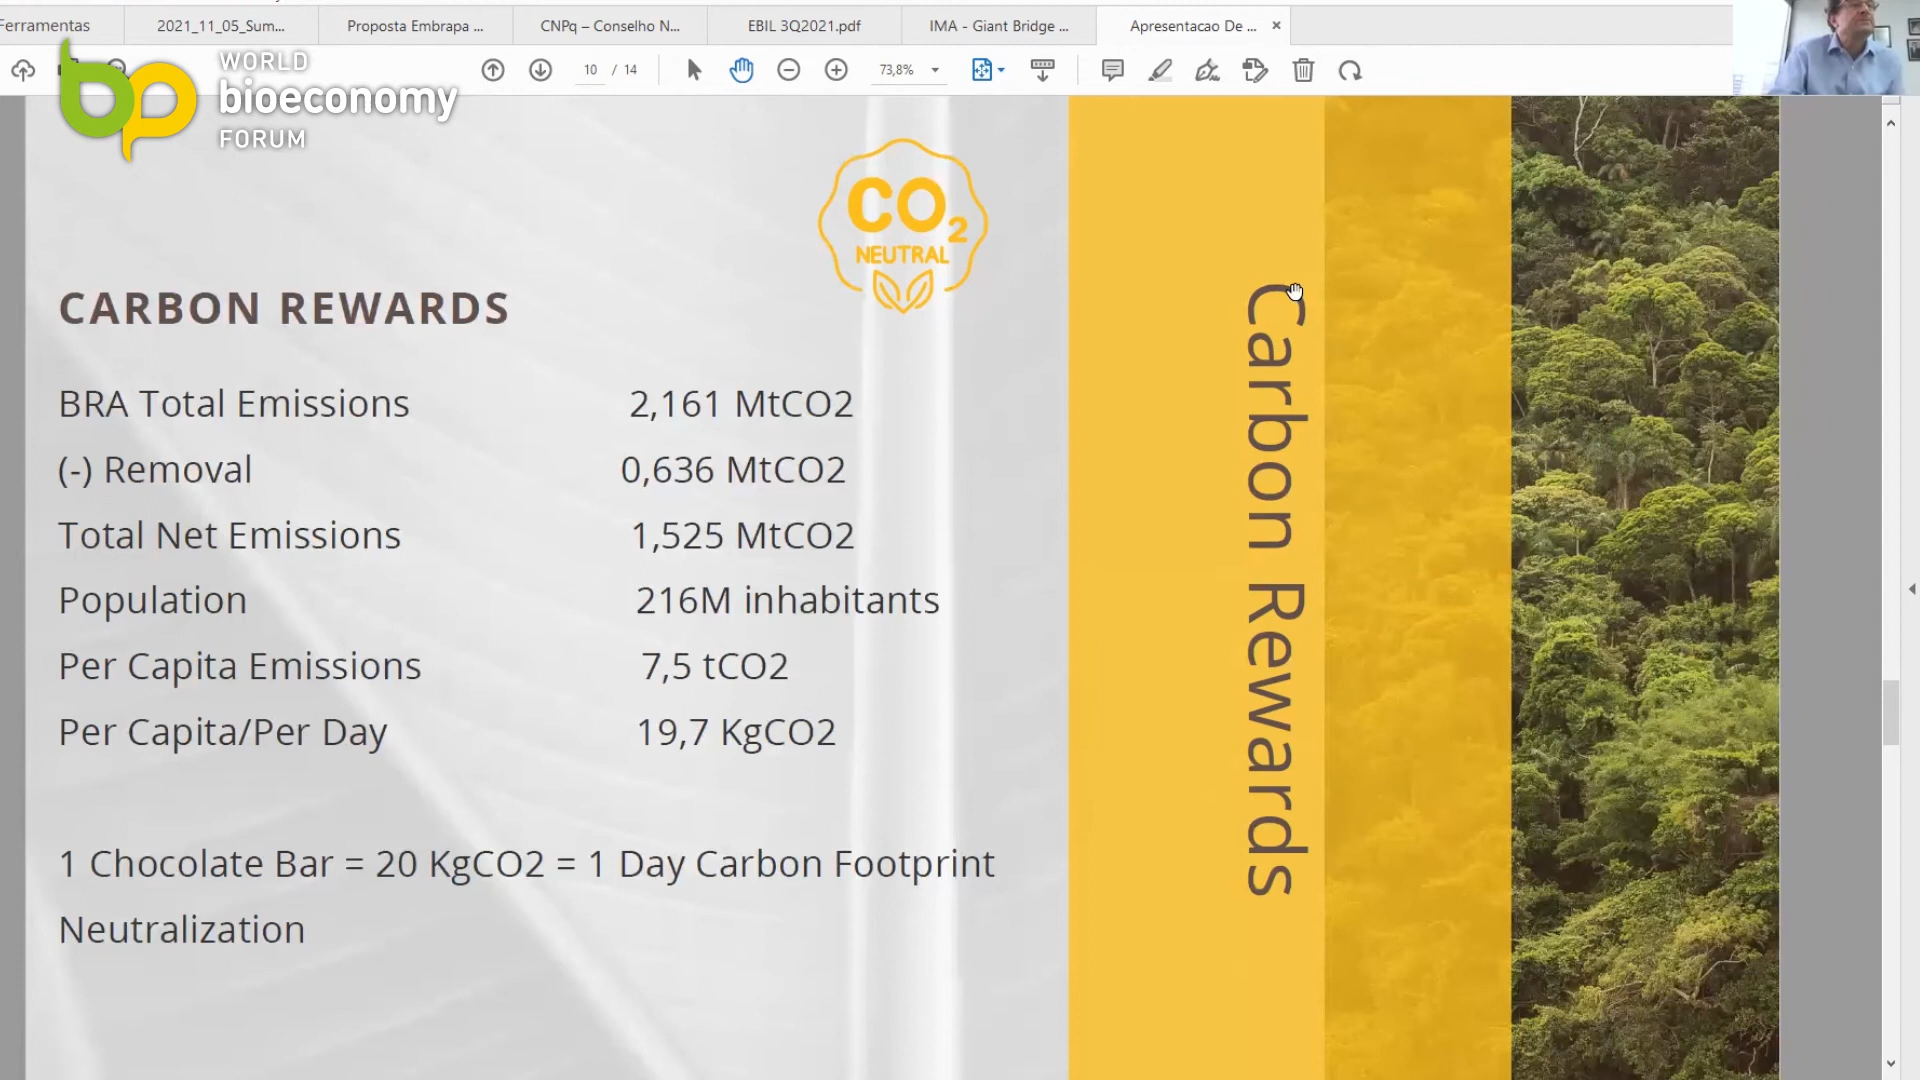 Ferramentas
2021_11_05_Sum...
Proposta Embrapa ...
CNPq – Conselho N...
EBIL 3Q2021.pdf
IMA - Giant Bridge ...
Apresentacao De ...
10 / 14
73,8%
WORLD
bioeconomy
FORUM
CO2
NEUTRAL
CARBON REWARDS
BRA Total Emissions 2,161 MtCO2
(-) Removal 0,636 MtCO2
Total Net Emissions 1,525 MtCO2
Population 216M inhabitants
Per Capita Emissions 7,5 tCO2
Per Capita/Per Day 19,7 KgCO2
1 Chocolate Bar = 20 KgCO2 = 1 Day Carbon Footprint
Neutralization
Carbon Rewards